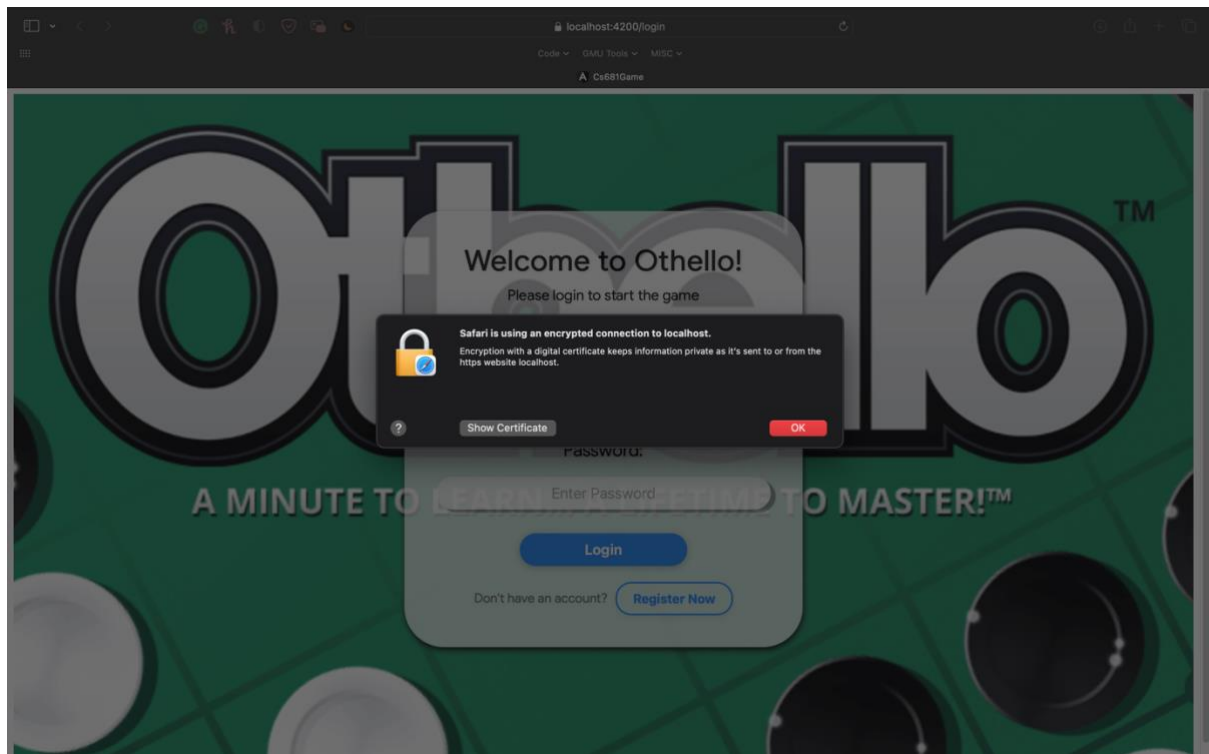 localhost:4200/login
Code GMU Tools MISC
Cs681Game
Othello TM
Welcome to Othello!
Please login to start the game
Safari is using an encrypted connection to localhost.
Encryption with a digital certificate keeps information private as it's sent to or from the
https website localhost.
? Show Certificate OK
Password:
Enter Password
A MINUTE TO LEARN... A LIFETIME TO MASTER!™
Login
Don't have an account? Register Now